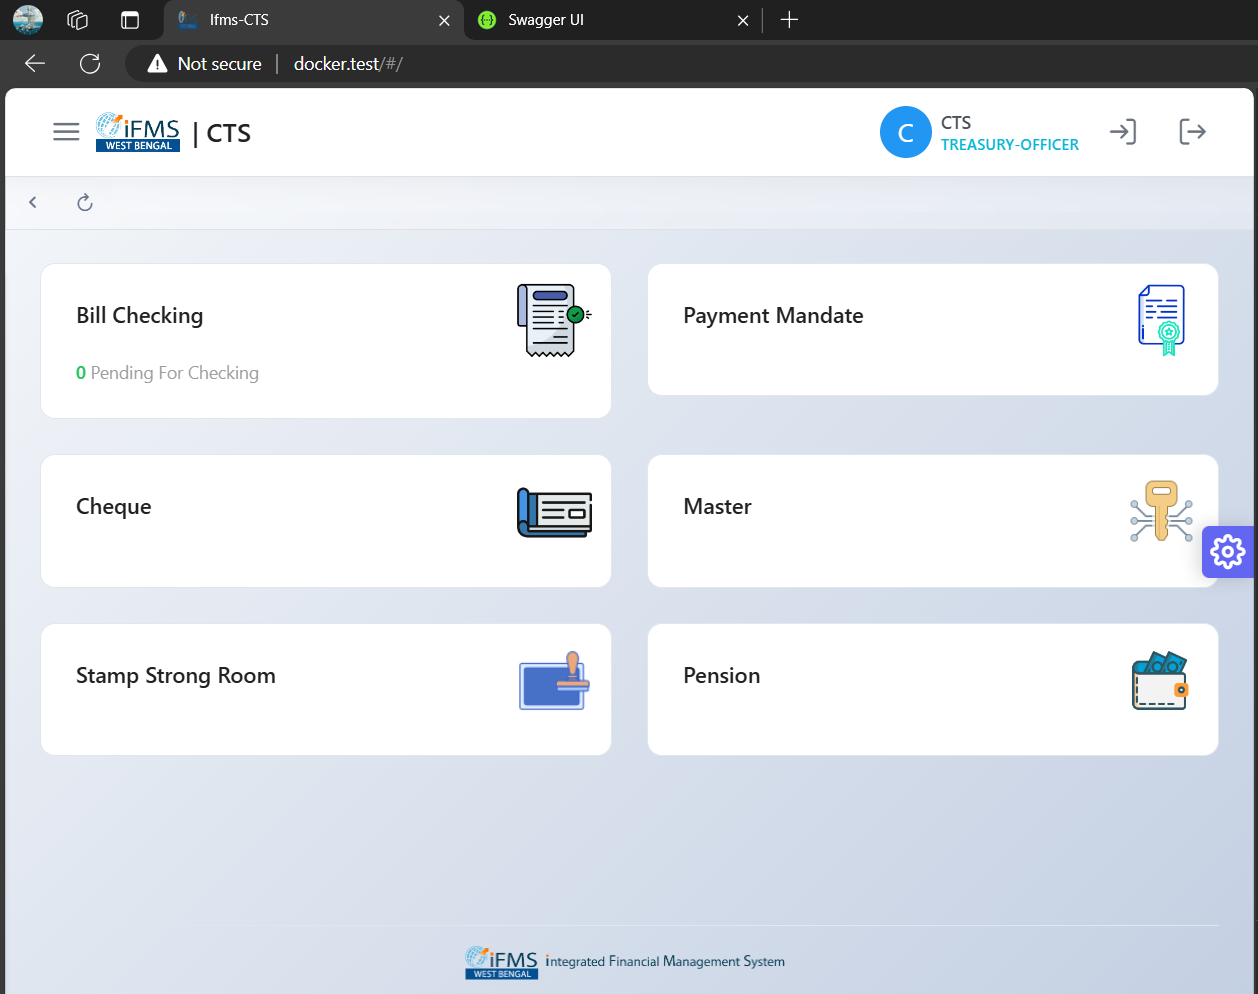 Ifms-CTS
Swagger UI
Not secure
docker.test/#/
iFMS
WEST BENGAL
| CTS
C
CTS
TREASURY-OFFICER
Bill Checking
0 Pending For Checking
Payment Mandate
Cheque
Master
Stamp Strong Room
Pension
iFMS
WEST BENGAL
integrated Financial Management System